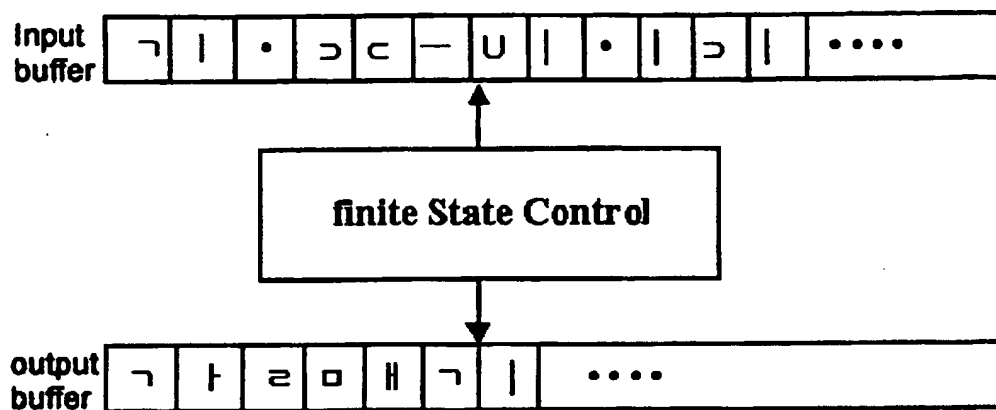 Input buffer ㄱ ㅣ • ⊃ ⊂ ㅡ ∪ ㅣ • ㅣ ⊃ ㅣ ••••
finite State Control
output buffer ㄱ ㅏ ㄹ ㅁ ㅐ ㄱ ㅣ ••••